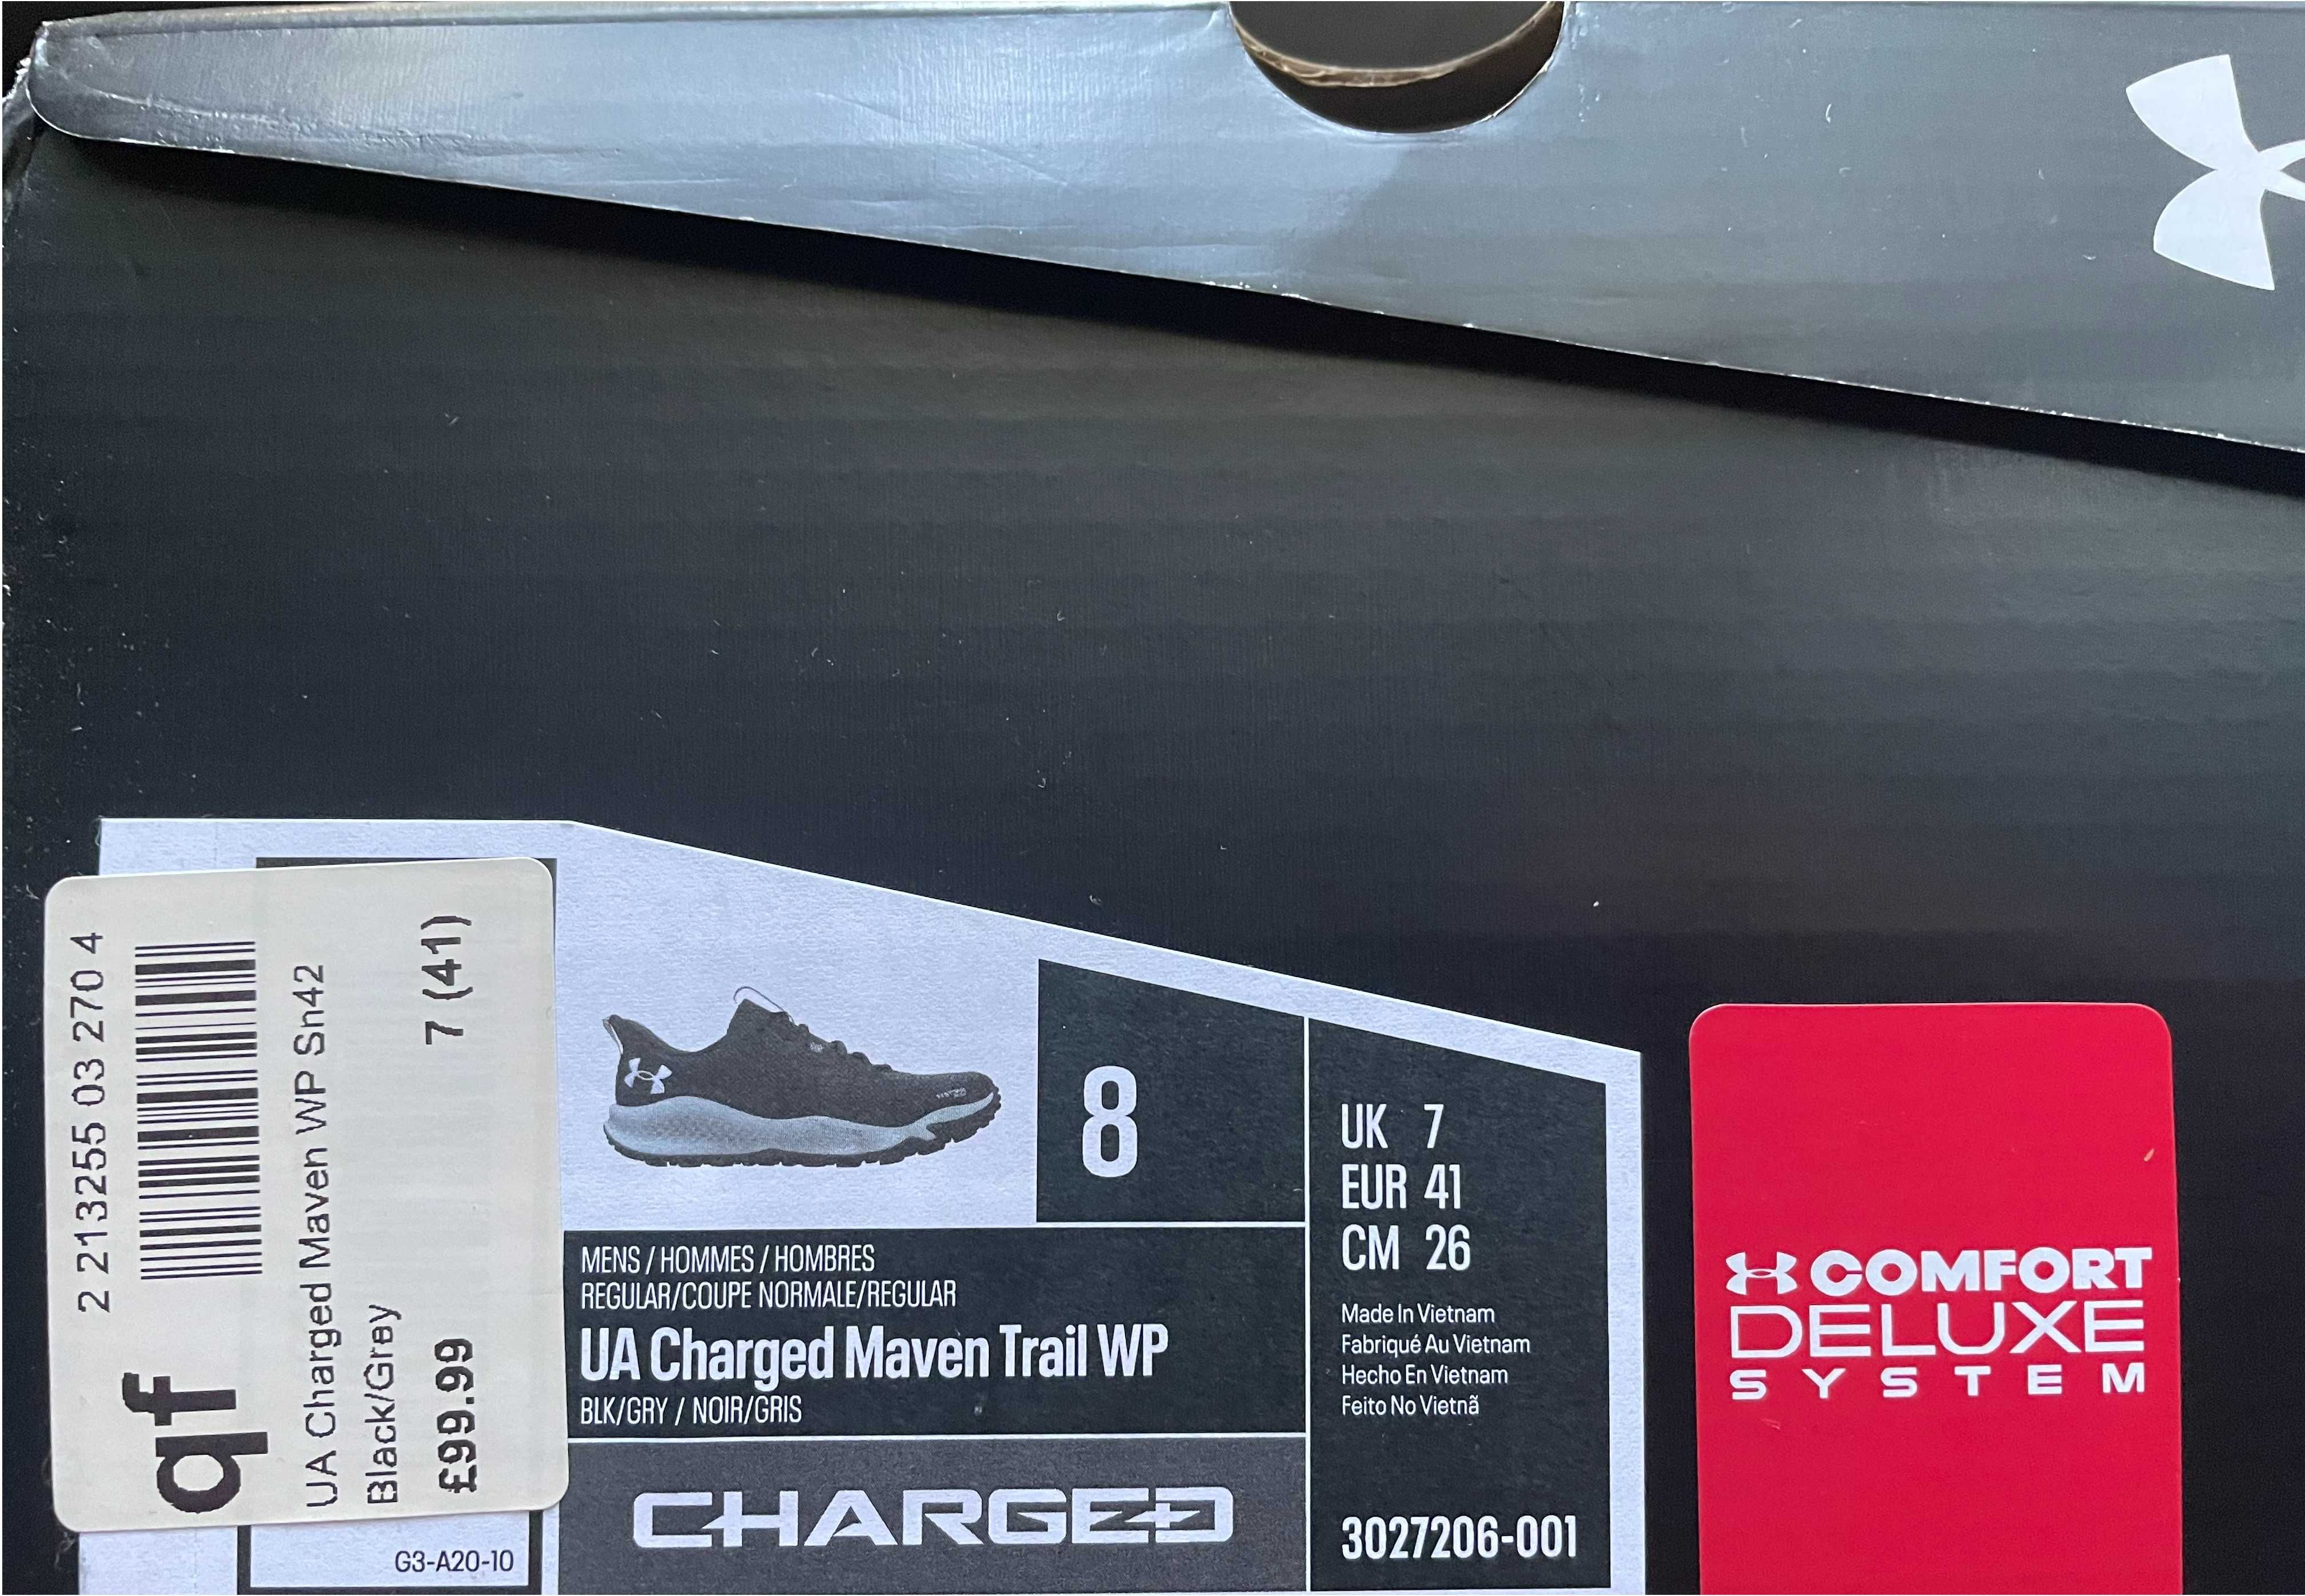 2 213255 03 270 4
qf
UA Charged Maven WP Sn42
Black/Grey
7 (41)
£99.99
G3-A20-10
8
UK 7
EUR 41
CM 26
MENS / HOMMES / HOMBRES
REGULAR/COUPE NORMALE/REGULAR
UA Charged Maven Trail WP
BLK/GRY / NOIR/GRIS
CHARGED
Made In Vietnam
Fabriqué Au Vietnam
Hecho En Vietnam
Feito No Vietnã
3027206-001
COMFORT
DELUXE
SYSTEM